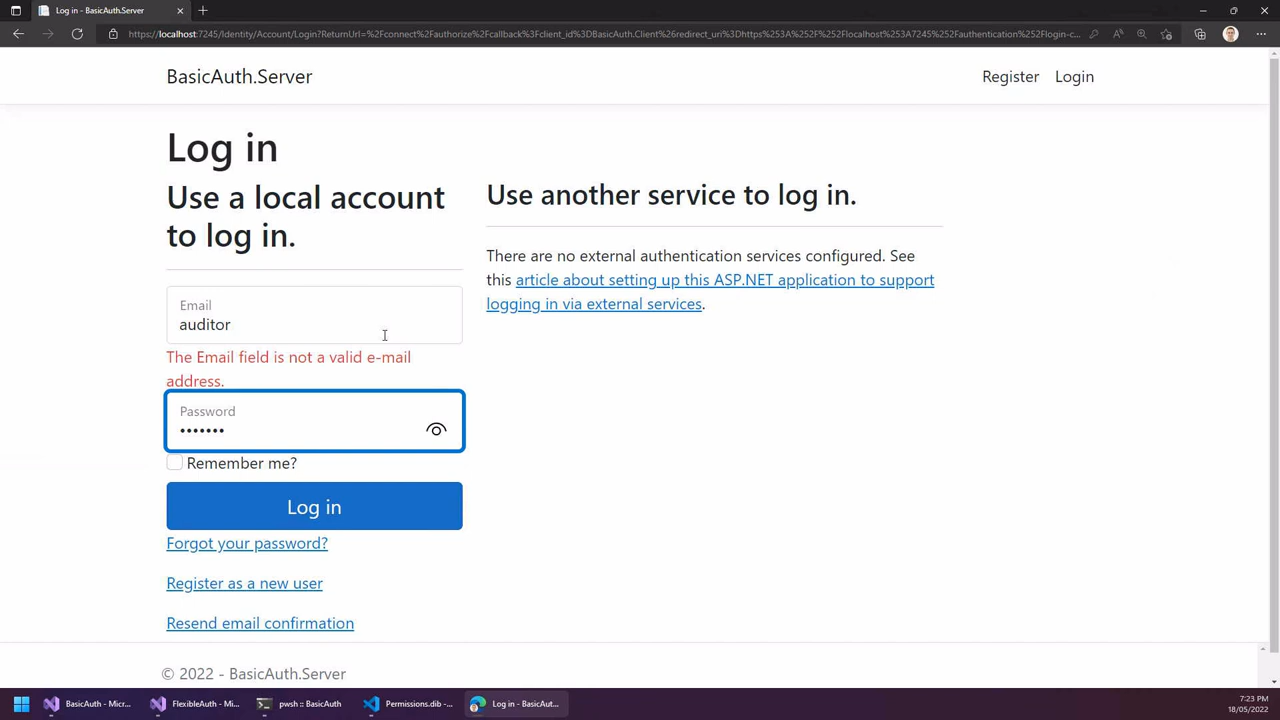 Log in - BasicAuth.Server
https://localhost:7245/Identity/Account/Login?ReturnUrl=%2Fconnect%2Fauthorize%2Fcallback%3Fclient_id%3DBasicAuth.Client%26redirect_uri%3Dhttps%253A%252F%252Flocalhost%253A7245%252Fauthentication%252Flogin-c...
BasicAuth.Server
Register
Login
Log in
Use a local account
to log in.
Email
auditor
The Email field is not a valid e-mail
address.
Password
•••••••
Remember me?
Log in
Forgot your password?
Register as a new user
Resend email confirmation
Use another service to log in.
There are no external authentication services configured. See
this article about setting up this ASP.NET application to support
logging in via external services.
© 2022 - BasicAuth.Server
BasicAuth - Micr...
FlexibleAuth - Mi...
pwsh :: BasicAuth
Permissions.dib -...
Log in - BasicAut...
7:23 PM
18/05/2022